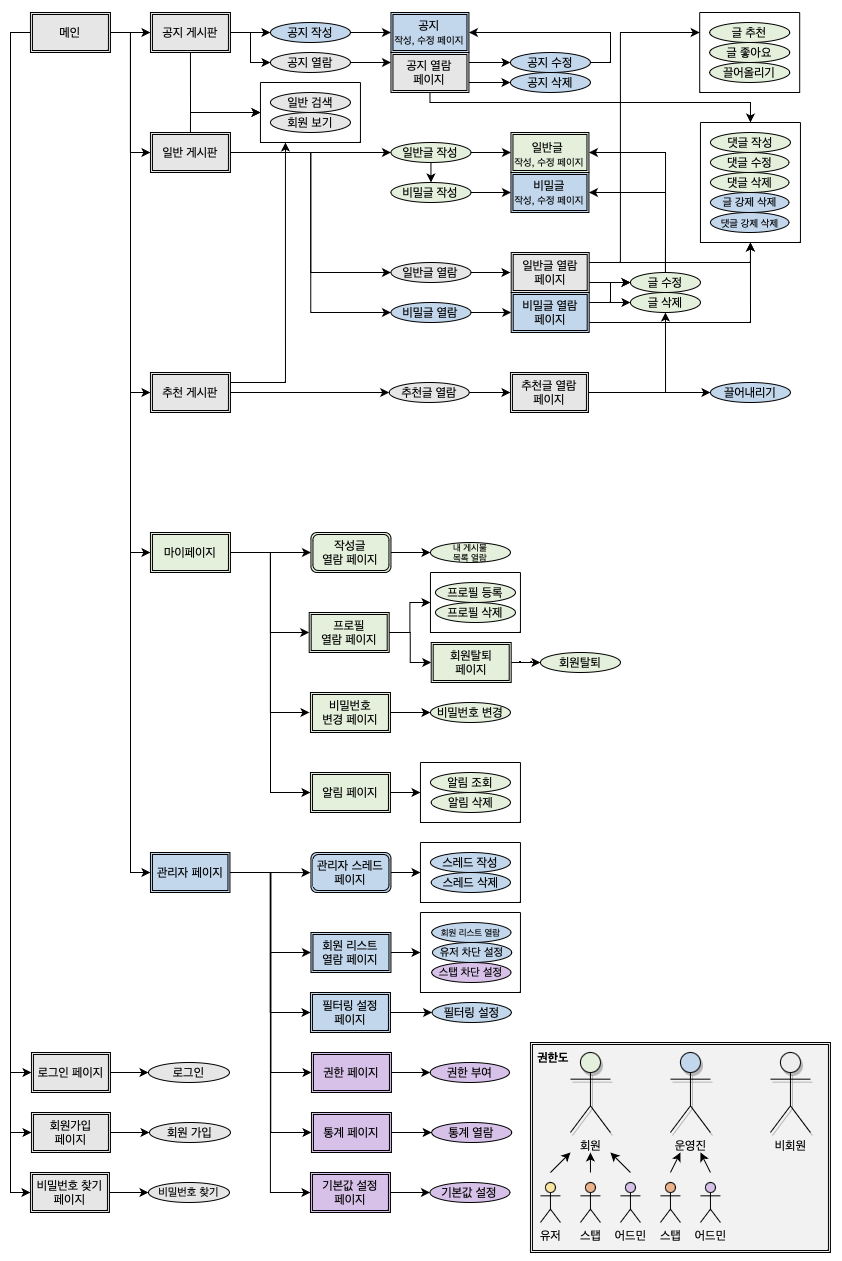 메인
공지 게시판
공지 작성
공지 열람
공지
작성, 수정 페이지
공지 열람
페이지
공지 수정
공지 삭제
글 추천
글 좋아요
끌어올리기
일반 검색
회원 보기
일반 게시판
일반글 작성
비밀글 작성
일반글
작성, 수정 페이지
비밀글
작성, 수정 페이지
댓글 작성
댓글 수정
댓글 삭제
글 강제 삭제
댓글 강제 삭제
일반글 열람
비밀글 열람
일반글 열람
페이지
비밀글 열람
페이지
글 수정
글 삭제
추천 게시판
추천글 열람
추천글 열람
페이지
끌어내리기
마이페이지
작성글
열람 페이지
내 게시물
목록 열람
프로필
열람 페이지
프로필 등록
프로필 삭제
회원탈퇴
페이지
회원탈퇴
비밀번호
변경 페이지
비밀번호 변경
알림 페이지
알림 조회
알림 삭제
관리자 페이지
관리자 스레드
페이지
스레드 작성
스레드 삭제
회원 리스트
열람 페이지
회원 리스트 열람
유저 차단 설정
스탭 차단 설정
필터링 설정
페이지
필터링 설정
로그인 페이지
로그인
권한 페이지
권한 부여
회원가입
페이지
회원 가입
통계 페이지
통계 열람
비밀번호 찾기
페이지
비밀번호 찾기
기본값 설정
페이지
기본값 설정
권한도
회원
운영진
비회원
유저
스탭
어드민
스탭
어드민